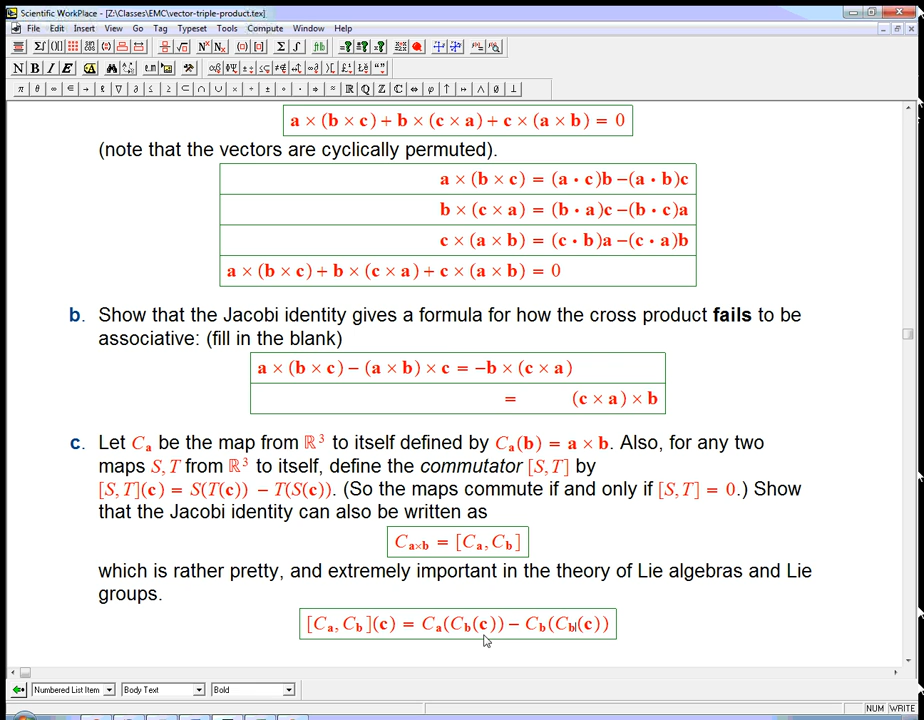 Scientific WorkPlace - [Z:\Classes\EMC\vector-triple-product.tex]
File Edit Insert View Go Tag Typeset Tools Compute Window Help
a × (b × c) + b × (c × a) + c × (a × b) = 0
(note that the vectors are cyclically permuted).
a × (b × c) = (a • c)b −(a • b)c
b × (c × a) = (b • a)c −(b • c)a
c × (a × b) = (c • b)a −(c • a)b
a × (b × c) + b × (c × a) + c × (a × b) = 0
b. Show that the Jacobi identity gives a formula for how the cross product fails to be
associative: (fill in the blank)
a × (b × c) − (a × b) × c = −b × (c × a)
= (c × a) × b
c. Let Cₐ be the map from ℝ³ to itself defined by Cₐ(b) = a × b. Also, for any two
maps S, T from ℝ³ to itself, define the commutator [S, T] by
[S, T](c) = S(T(c)) − T(S(c)). (So the maps commute if and only if [S, T] = 0.) Show
that the Jacobi identity can also be written as
C_a×b = [C_a, C_b]
which is rather pretty, and extremely important in the theory of Lie algebras and Lie
groups.
[C_a, C_b](c) = C_a(C_b(c)) − C_b(C_b(c))
Numbered List Item Body Text Bold
NUM WRITE